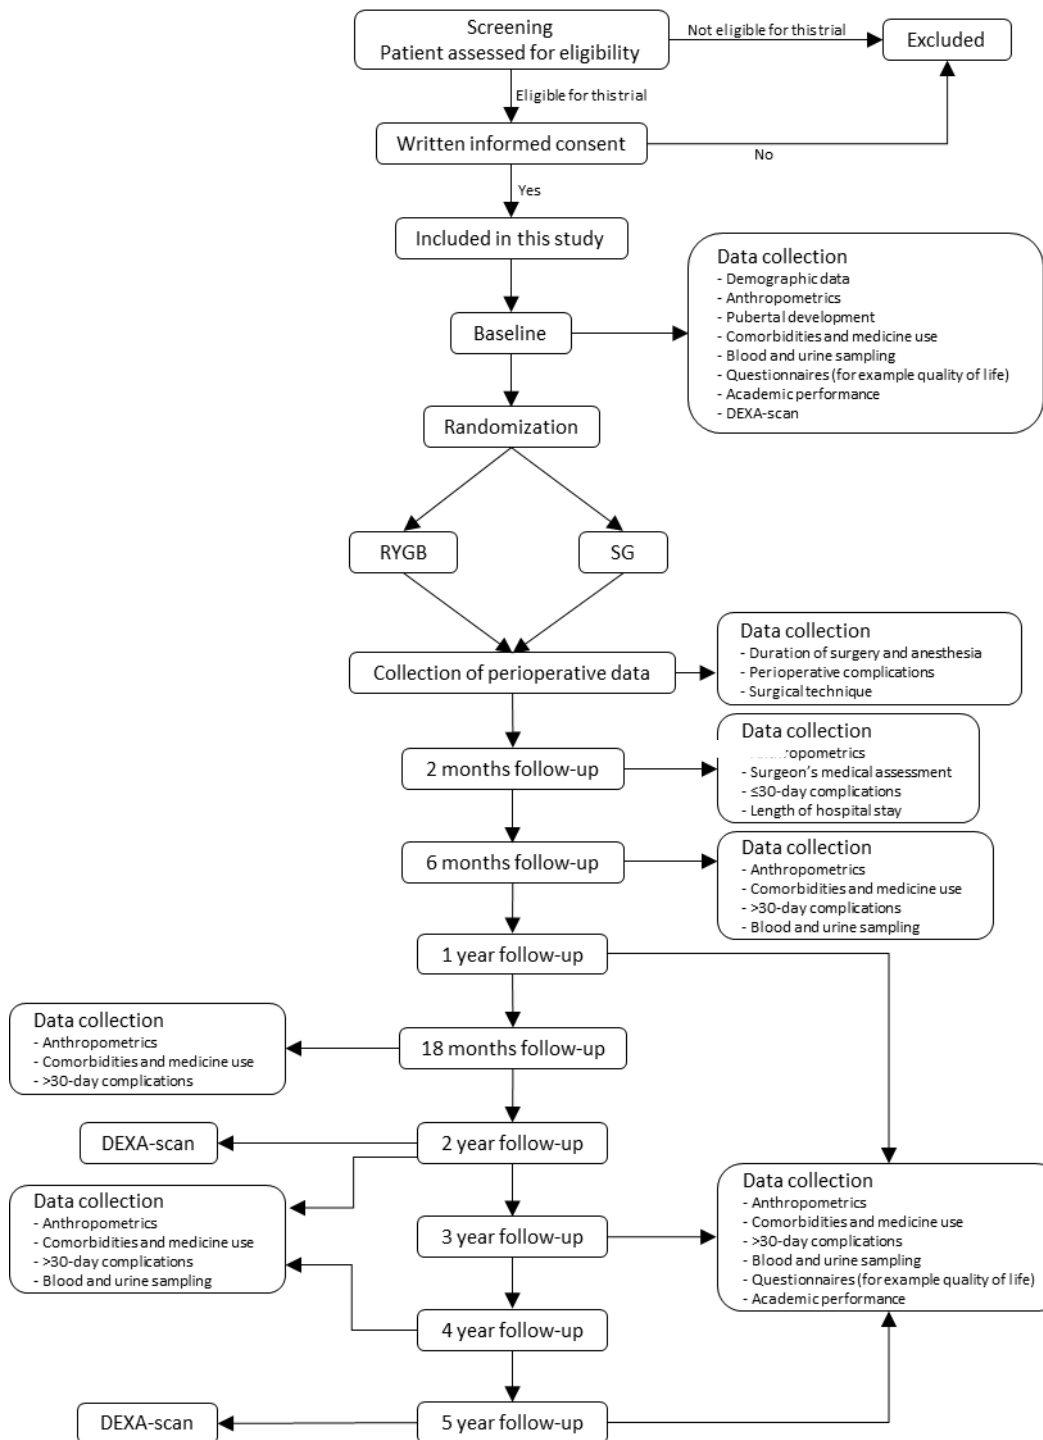 Screening
Patient assessed for eligibility
Not eligible for this trial
Excluded
Eligible for this trial
Written informed consent
No
Yes
Included in this study
Data collection
- Demographic data
- Anthropometrics
- Pubertal development
- Comorbidities and medicine use
- Blood and urine sampling
- Questionnaires (for example quality of life)
- Academic performance
- DEXA-scan
Baseline
Randomization
RYGB
SG
Collection of perioperative data
Data collection
- Duration of surgery and anesthesia
- Perioperative complications
- Surgical technique
2 months follow-up
Data collection
- Surgeon's medical assessment
- ≤30-day complications
- Length of hospital stay
6 months follow-up
Data collection
- Anthropometrics
- Comorbidities and medicine use
- >30-day complications
- Blood and urine sampling
1 year follow-up
18 months follow-up
Data collection
- Anthropometrics
- Comorbidities and medicine use
- >30-day complications
2 year follow-up
DEXA-scan
Data collection
- Anthropometrics
- Comorbidities and medicine use
- >30-day complications
- Blood and urine sampling
3 year follow-up
Data collection
- Anthropometrics
- Comorbidities and medicine use
- >30-day complications
- Blood and urine sampling
- Questionnaires (for example quality of life)
- Academic performance
4 year follow-up
5 year follow-up
DEXA-scan